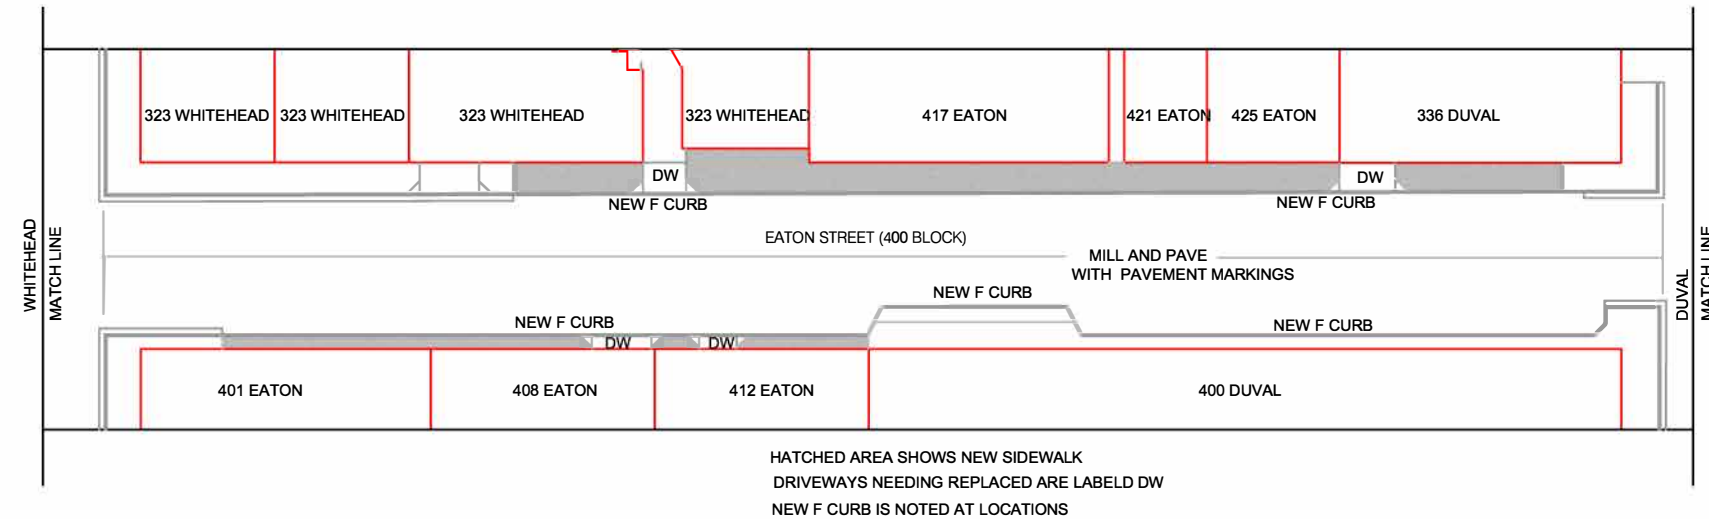 323 WHITEHEAD
323 WHITEHEAD
323 WHITEHEAD
323 WHITEHEAD
417 EATON
421 EATON
425 EATON
336 DUVAL
DW
DW
NEW F CURB
NEW F CURB
EATON STREET (400 BLOCK)
MILL AND PAVE
WITH PAVEMENT MARKINGS
WHITEHEAD
MATCH LINE
DUVAL
MATCH LINE
NEW F CURB
NEW F CURB
NEW F CURB
DW
DW
401 EATON
408 EATON
412 EATON
400 DUVAL
HATCHED AREA SHOWS NEW SIDEWALK
DRIVEWAYS NEEDING REPLACED ARE LABELD DW
NEW F CURB IS NOTED AT LOCATIONS